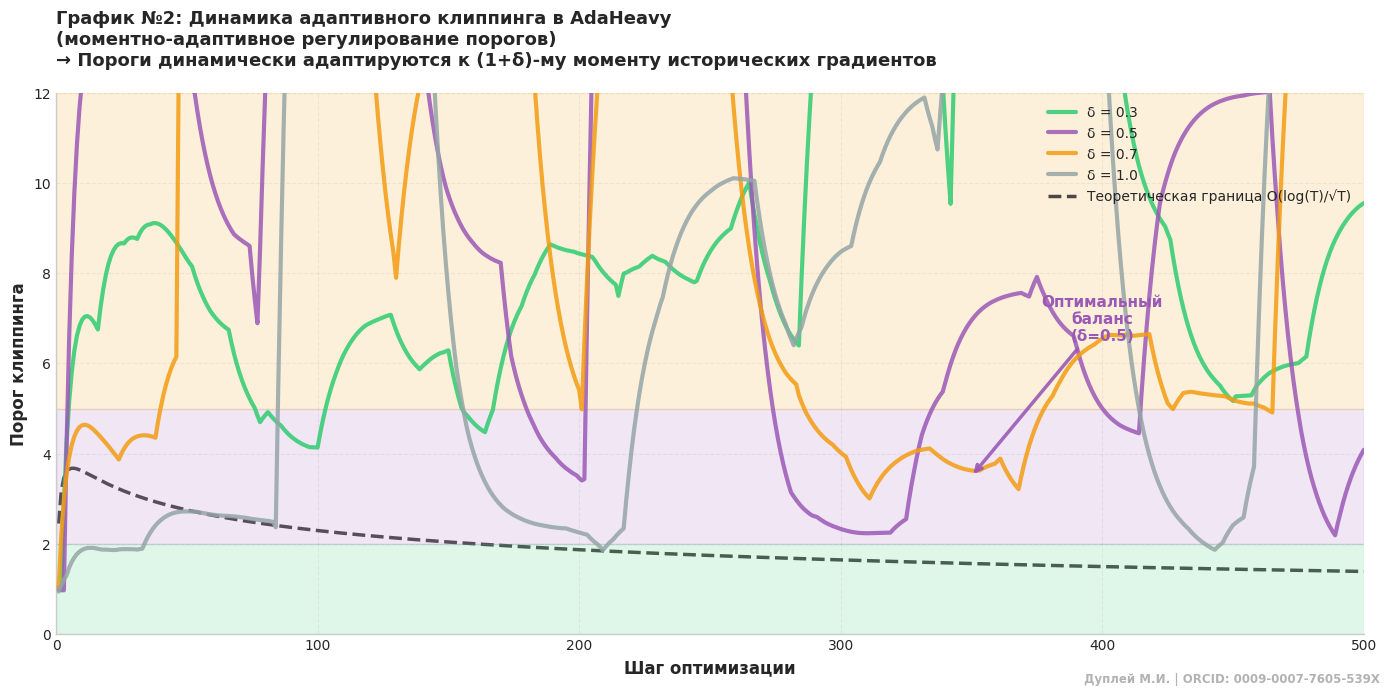 График №2: Динамика адаптивного клиппинга в AdaHeavy
(моментно-адаптивное регулирование порогов)
→ Пороги динамически адаптируются к (1+δ)-му моменту исторических градиентов
12
10
8
6
4
2
0
Порог клиппинга
δ = 0.3
δ = 0.5
δ = 0.7
δ = 1.0
Теоретическая граница O(log(T)/√T)
Оптимальный
баланс
(δ=0.5)
0
100
200
300
400
500
Шаг оптимизации
Дуплей М.И. | ORCID: 0009-0007-7605-539X